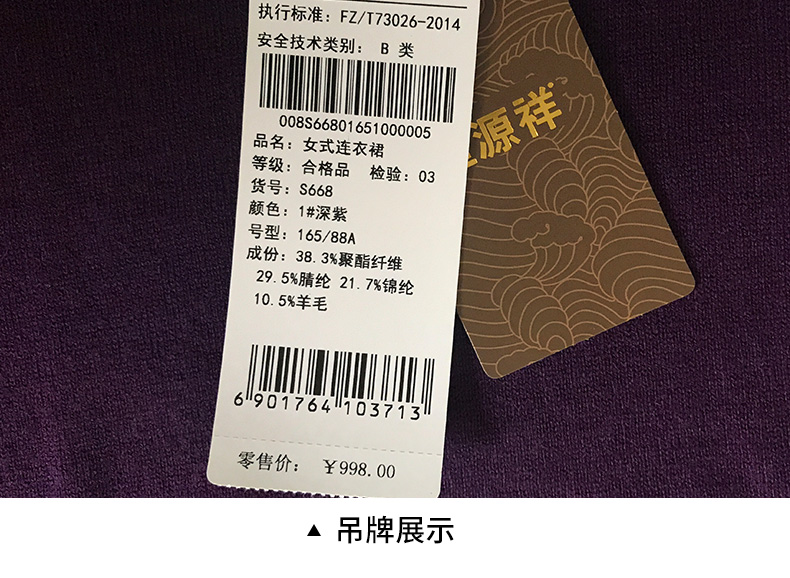 执行标准: FZ/T73026-2014
安全技术类别: B 类
008S66801651000005
品名: 女式连衣裙
等级: 合格品 检验: 03
货号: S668
颜色: 1#深紫
号型: 165/88A
成份: 38.3%聚酯纤维
29.5%腈纶 21.7%锦纶
10.5%羊毛
6 901764 103713
零售价: ￥998.00
源祥
▲ 吊牌展示